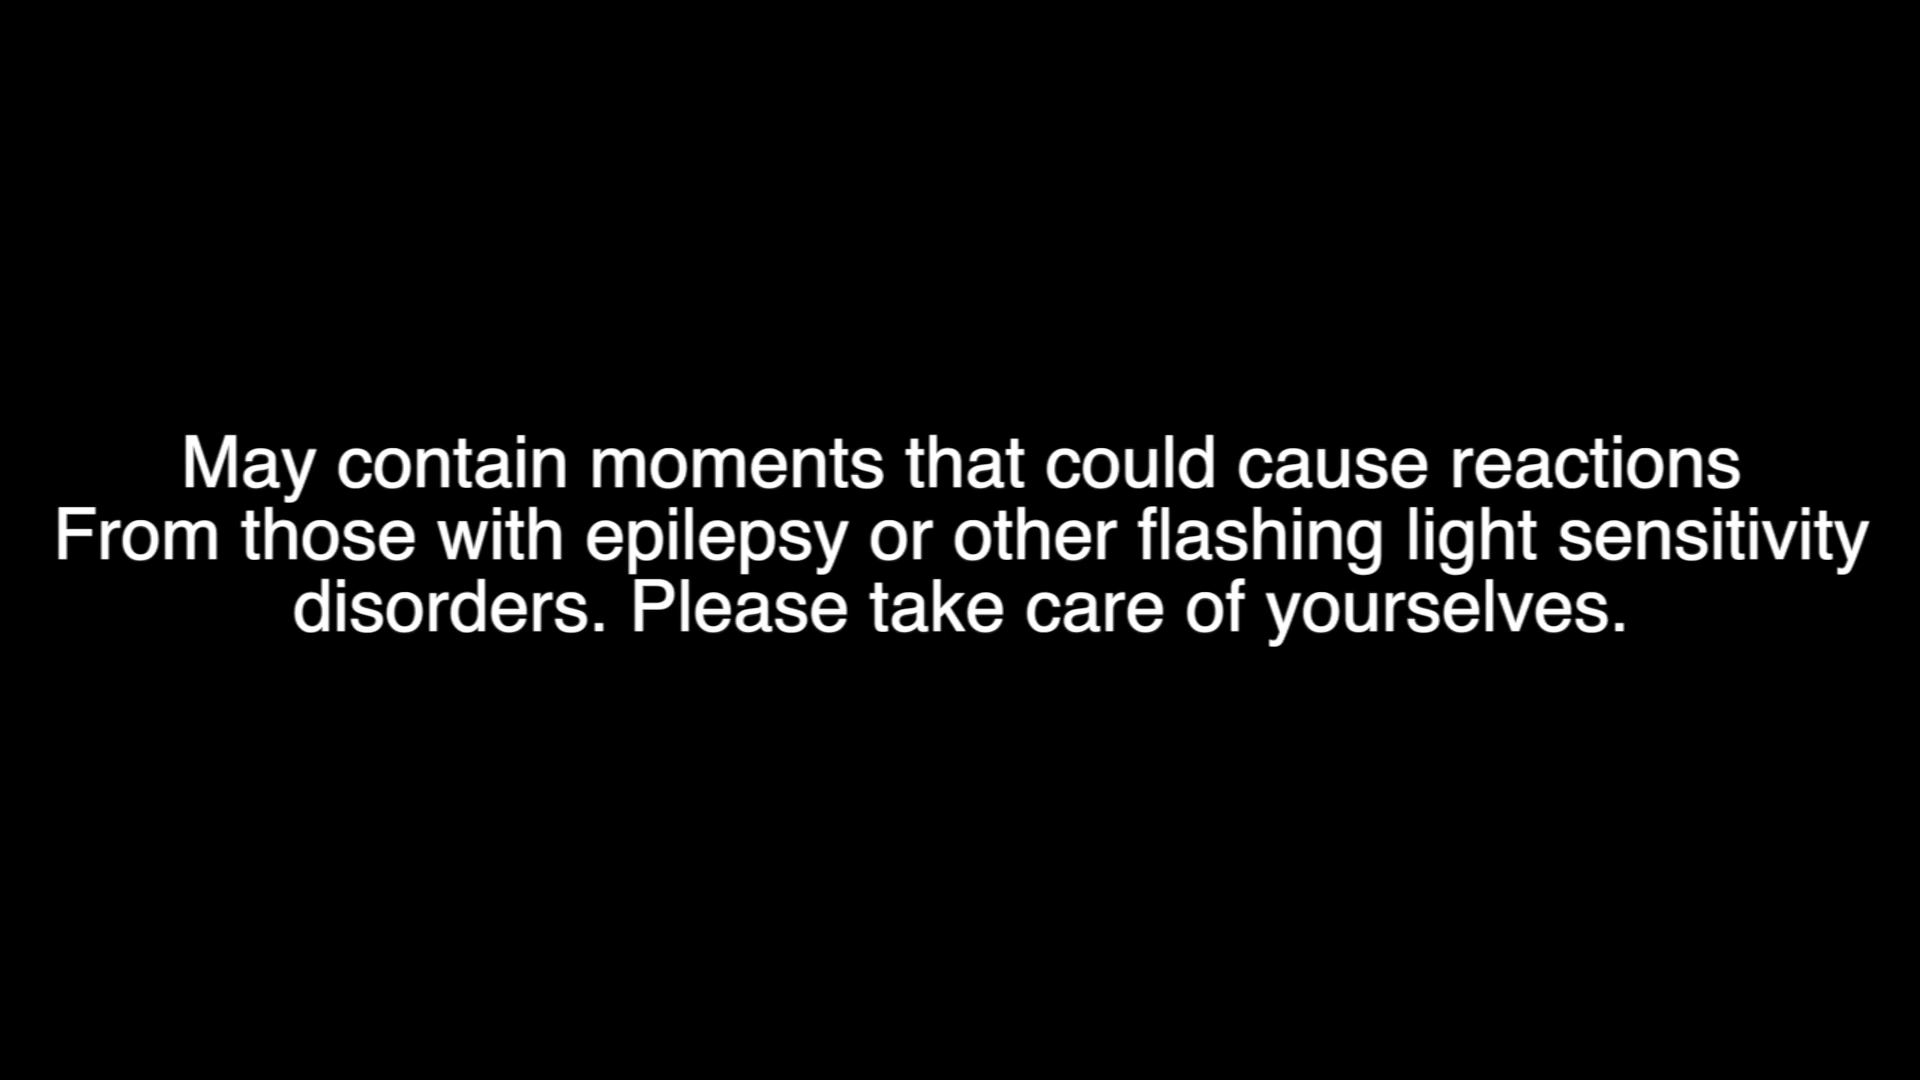 May contain moments that could cause reactions
From those with epilepsy or other flashing light sensitivity
disorders. Please take care of yourselves.